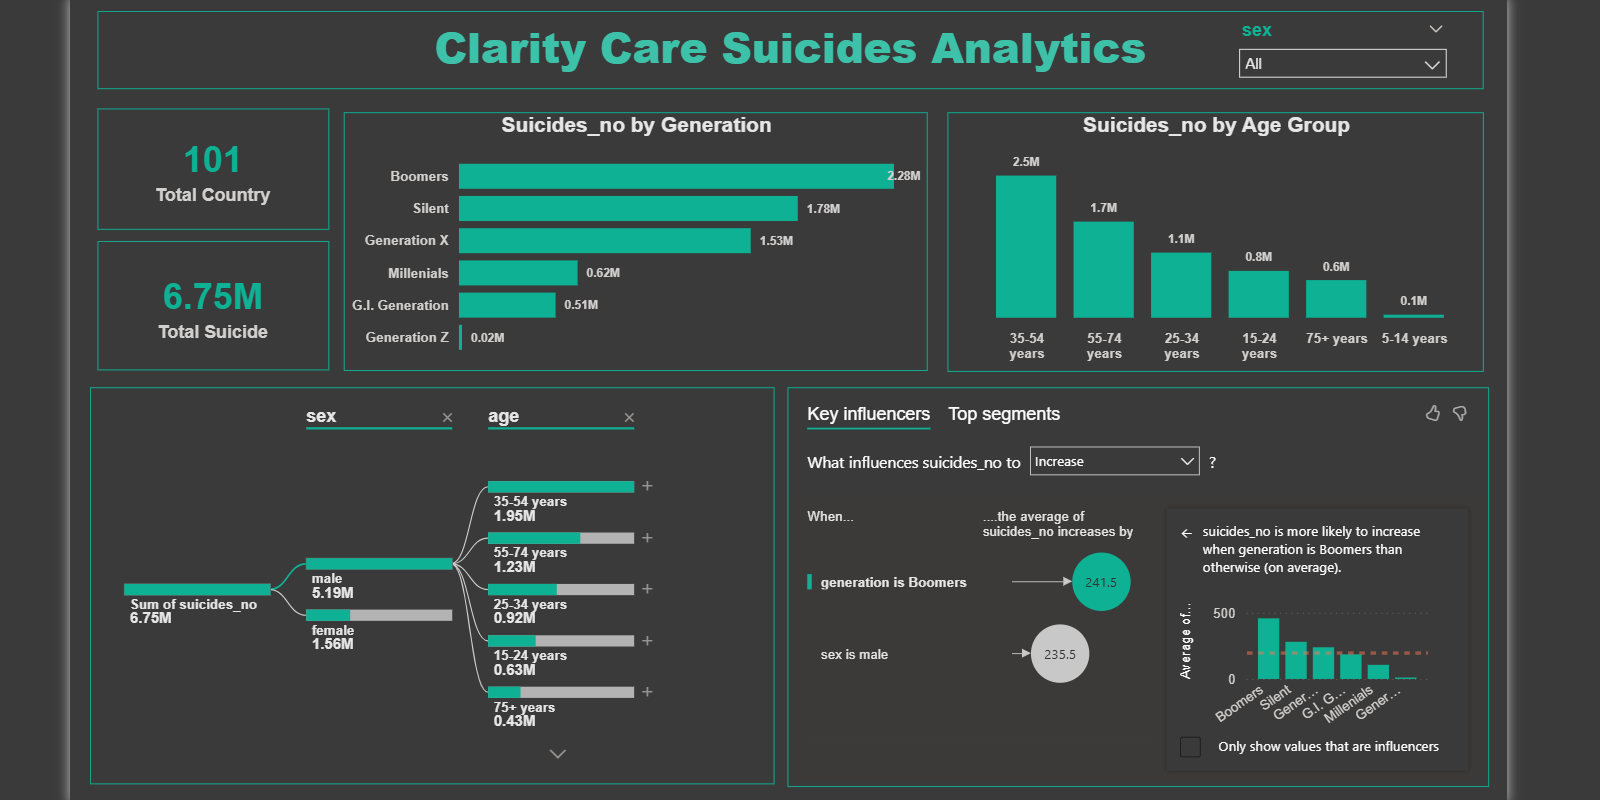 Clarity Care Suicides Analytics
sex
All
101
Total Country
6.75M
Total Suicide
Suicides_no by Generation
Boomers 2.28M
Silent 1.78M
Generation X 1.53M
Millenials 0.62M
G.I. Generation 0.51M
Generation Z 0.02M
Suicides_no by Age Group
2.5M
1.7M
1.1M
0.8M
0.6M
0.1M
35-54 years
55-74 years
25-34 years
15-24 years
75+ years
5-14 years
sex
age
Sum of suicides_no
6.75M
male
5.19M
female
1.56M
35-54 years
1.95M
55-74 years
1.23M
25-34 years
0.92M
15-24 years
0.63M
75+ years
0.43M
Key influencers Top segments
What influences suicides_no to Increase ?
When...
....the average of
suicides_no increases by
generation is Boomers 241.5
sex is male 235.5
suicides_no is more likely to increase
when generation is Boomers than
otherwise (on average).
Average of...
500
0
Boomers
Silent
Gener...
G.I. G...
Millenials
Gener...
Only show values that are influencers